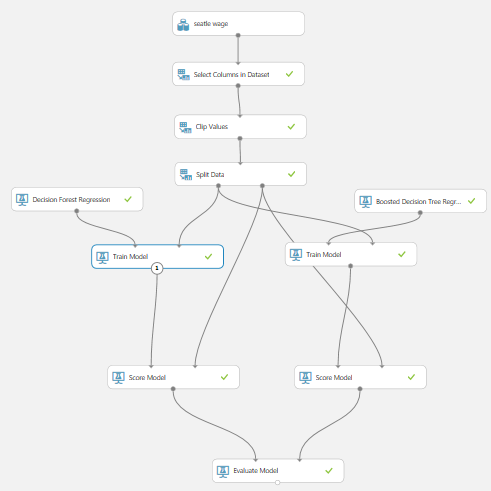 seatle wage
Select Columns in Dataset
Clip Values
Split Data
Decision Forest Regression
Boosted Decision Tree Regr...
Train Model
Train Model
1
Score Model
Score Model
Evaluate Model